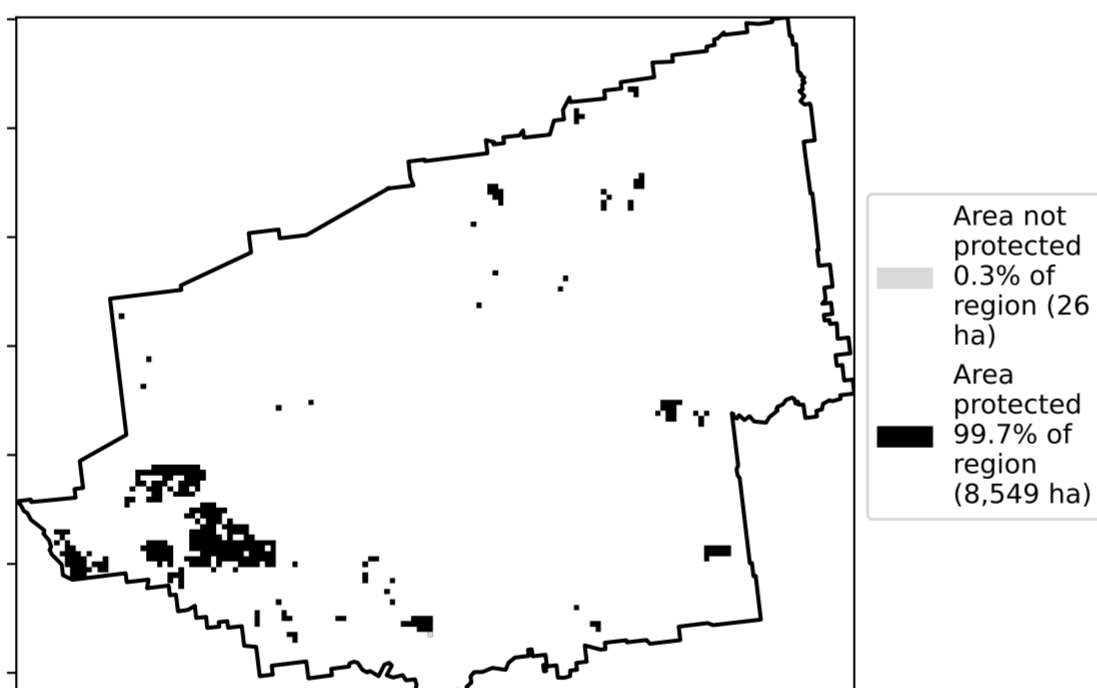 Area not
protected
0.3% of
region (26
ha)
Area
protected
99.7% of
region
(8,549 ha)